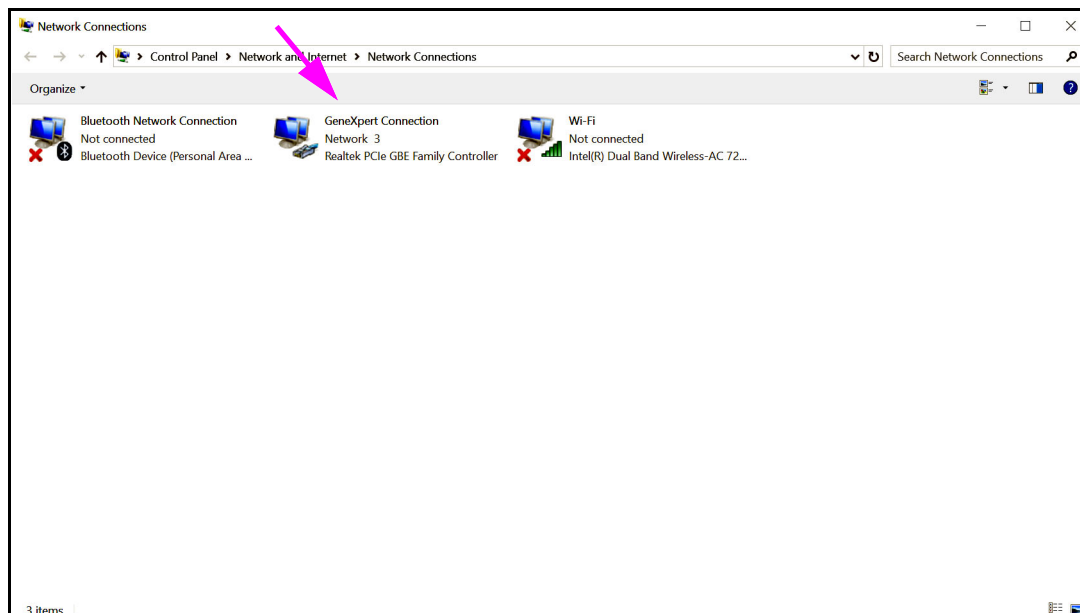 Network Connections
Control Panel > Network and Internet > Network Connections
Search Network Connections
Organize
?
Bluetooth Network Connection
Not connected
Bluetooth Device (Personal Area ...
GeneXpert Connection
Network 3
Realtek PCIe GBE Family Controller
Wi-Fi
Not connected
Intel(R) Dual Band Wireless-AC 72...
3 items